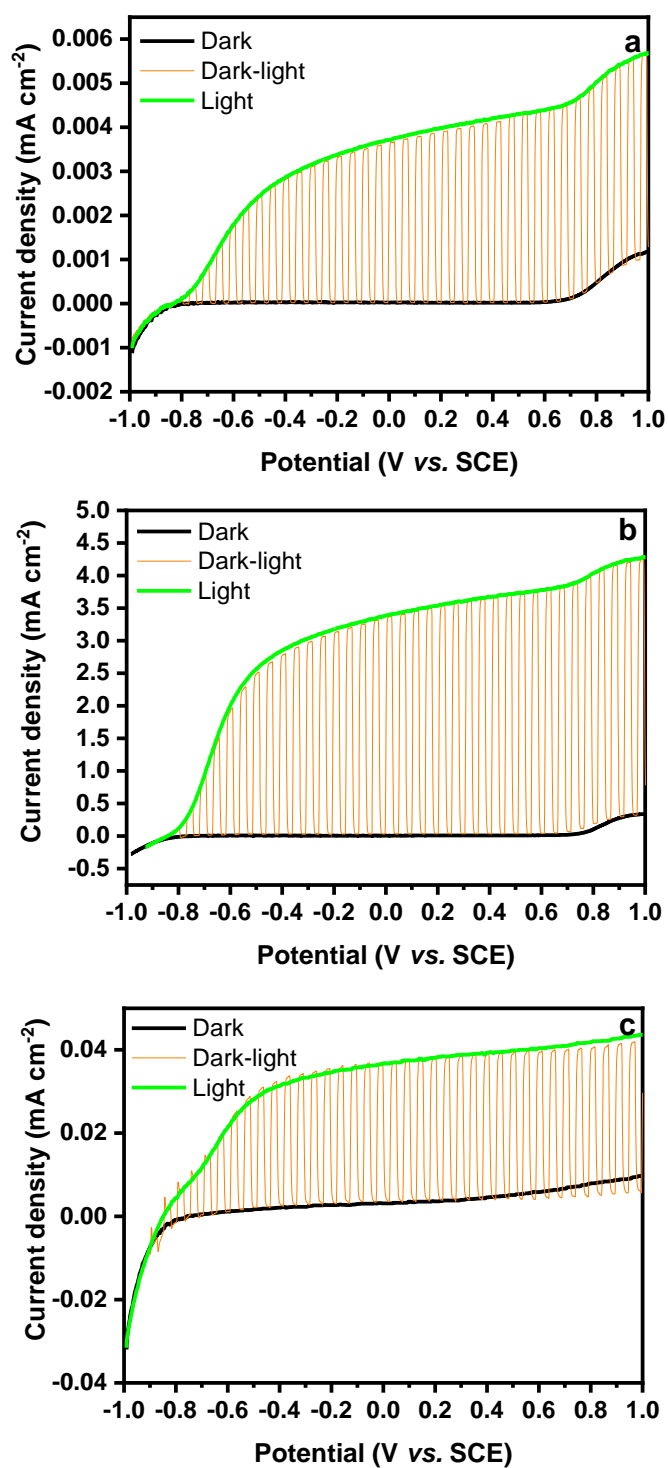 a
Dark
Dark-light
Light
0.006
0.005
0.004
0.003
0.002
0.001
0.000
-0.001
-0.002
Current density (mA cm-2)
-1.0 -0.8 -0.6 -0.4 -0.2 0.0 0.2 0.4 0.6 0.8 1.0
Potential (V vs. SCE)
b
Dark
Dark-light
Light
5.0
4.5
4.0
3.5
3.0
2.5
2.0
1.5
1.0
0.5
0.0
-0.5
Current density (mA cm-2)
-1.0 -0.8 -0.6 -0.4 -0.2 0.0 0.2 0.4 0.6 0.8 1.0
Potential (V vs. SCE)
c
Dark
Dark-light
Light
0.04
0.02
0.00
-0.02
-0.04
Current density (mA cm-2)
-1.0 -0.8 -0.6 -0.4 -0.2 0.0 0.2 0.4 0.6 0.8 1.0
Potential (V vs. SCE)